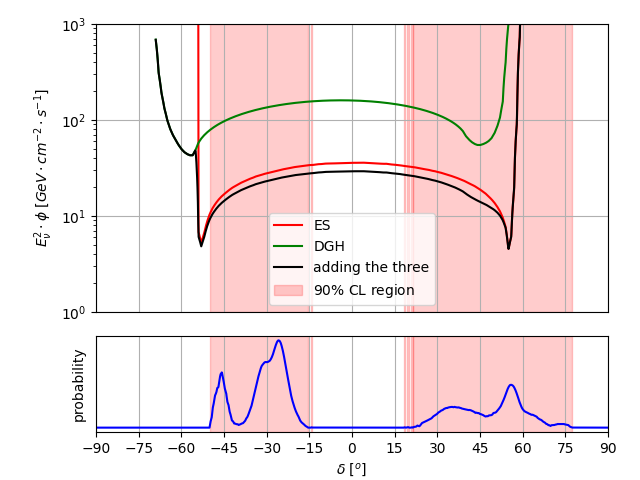 10³
10²
10¹
10⁰
E²ᵥ · ϕ [GeV · cm⁻² · s⁻¹]
ES
DGH
adding the three
90% CL region
probability
−90 −75 −60 −45 −30 −15 0 15 30 45 60 75 90
δ [°]